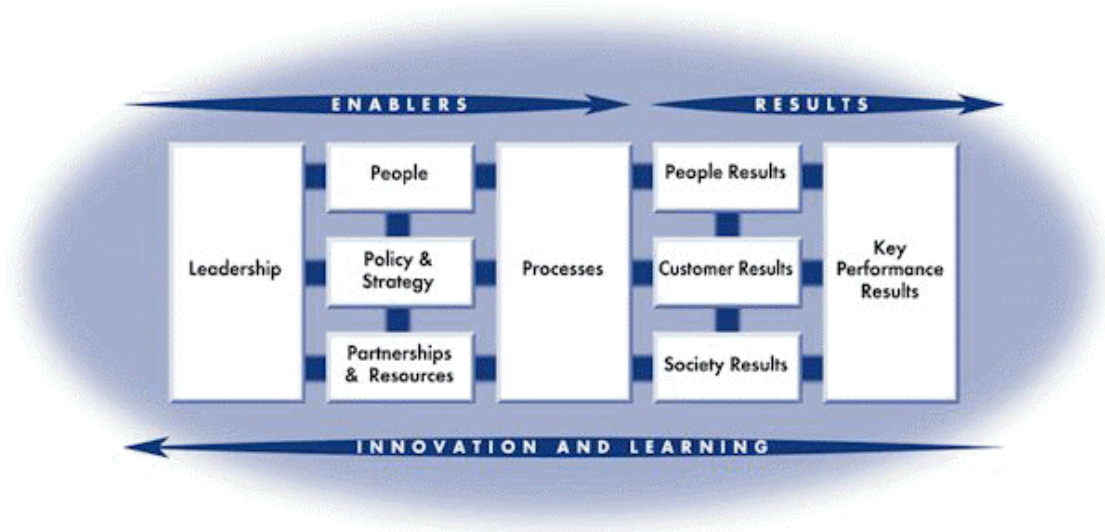 ENABLERS
RESULTS
People
People Results
Leadership
Policy &
Strategy
Processes
Customer Results
Key
Performance
Results
Partnerships
& Resources
Society Results
INNOVATION AND LEARNING